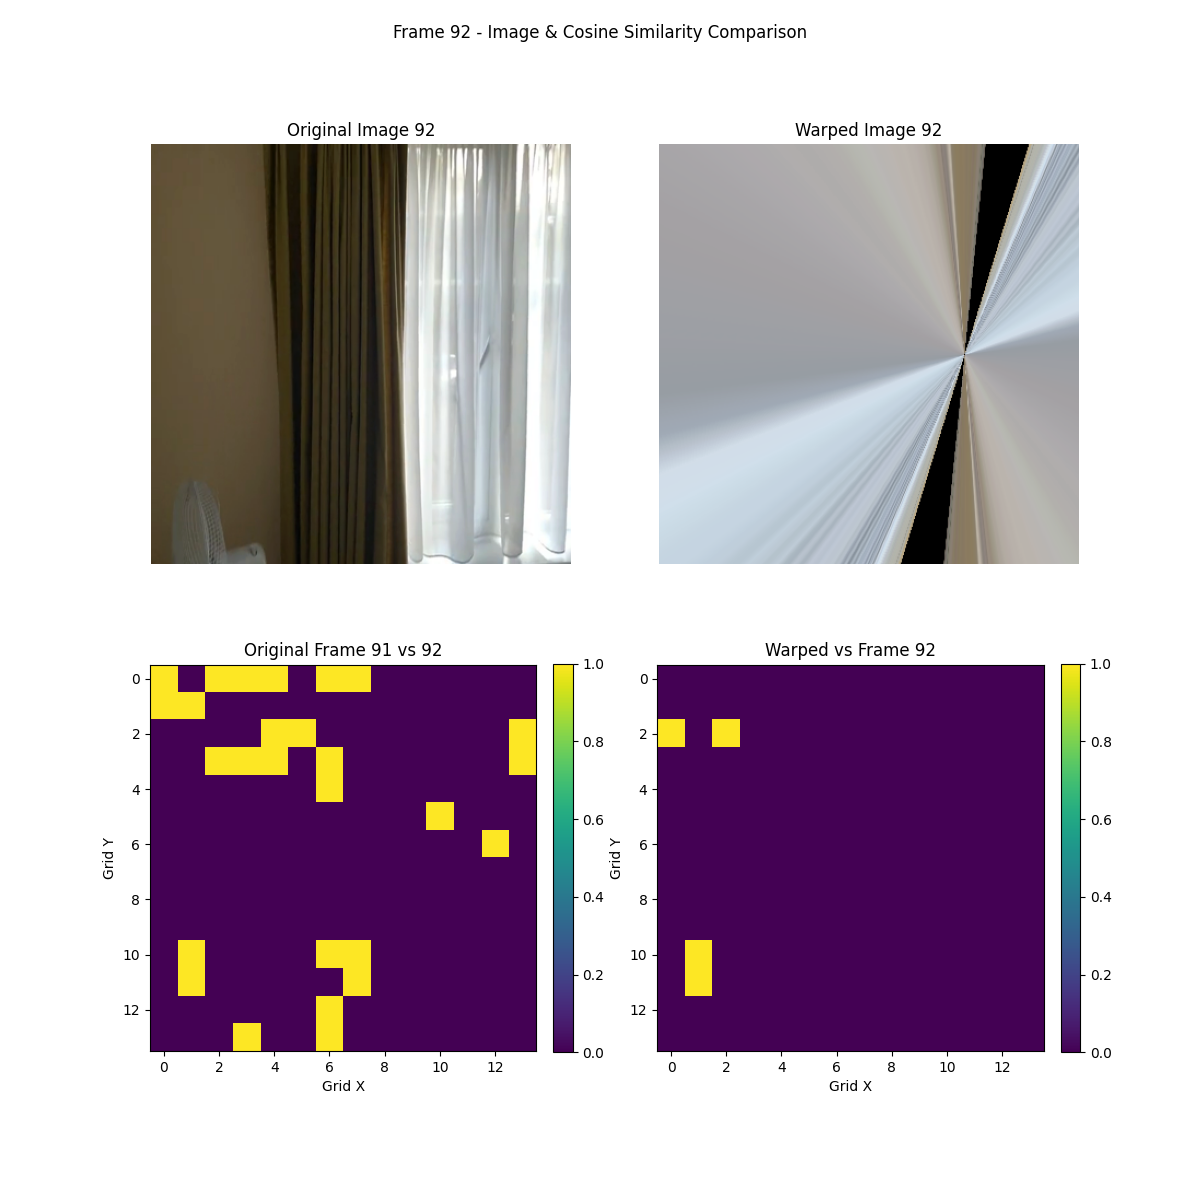 Frame 92 - Image & Cosine Similarity Comparison
Original Image 92
Warped Image 92
Original Frame 91 vs 92
Warped vs Frame 92
0
2
4
6
8
10
12
Grid Y
0 2 4 6 8 10 12
Grid X
1.0
0.8
0.6
0.4
0.2
0.0
0
2
4
6
8
10
12
Grid Y
0 2 4 6 8 10 12
Grid X
1.0
0.8
0.6
0.4
0.2
0.0